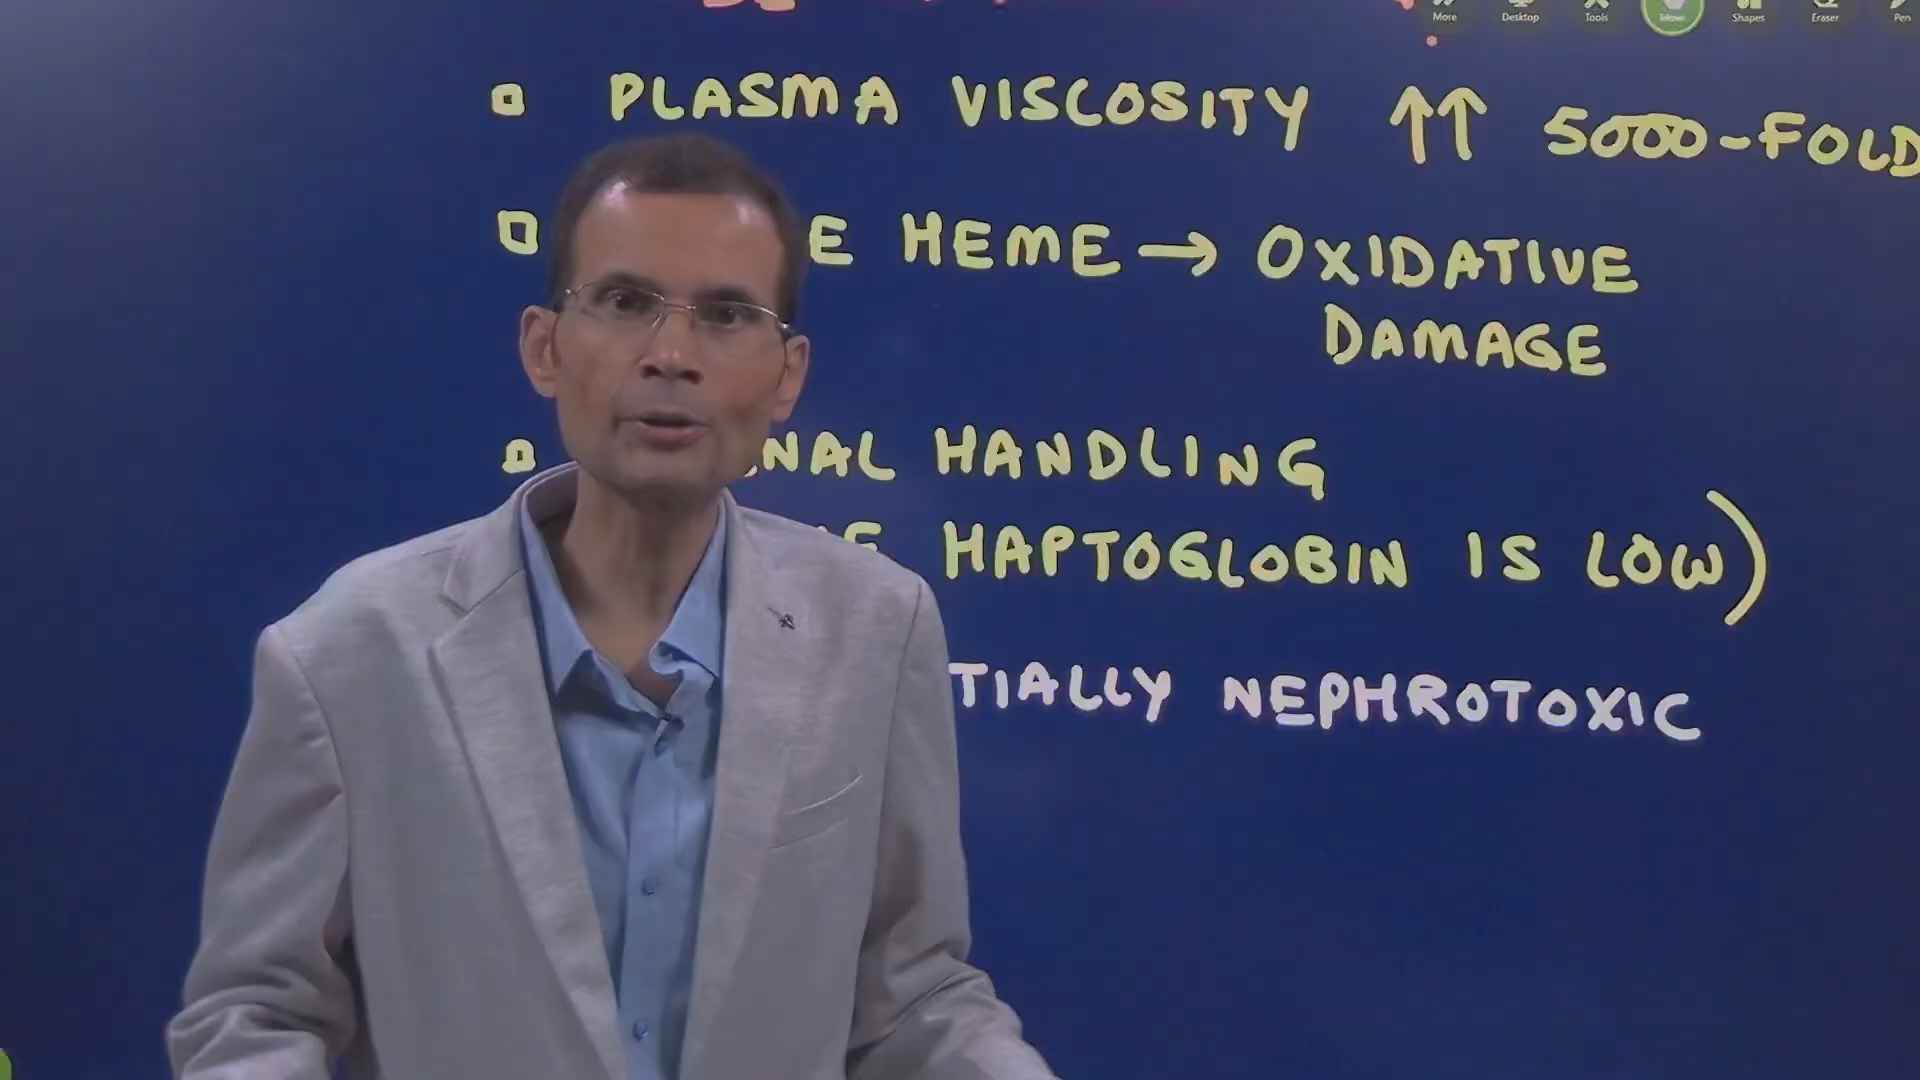 More Desktop Tools Shapes Eraser Pen
PLASMA VISCOSITY ↑↑ 5000-FOLD
E HEME → OXIDATIVE
DAMAGE
NAL HANDLING
HAPTOGLOBIN IS LOW)
TIALLY NEPHROTOXIC